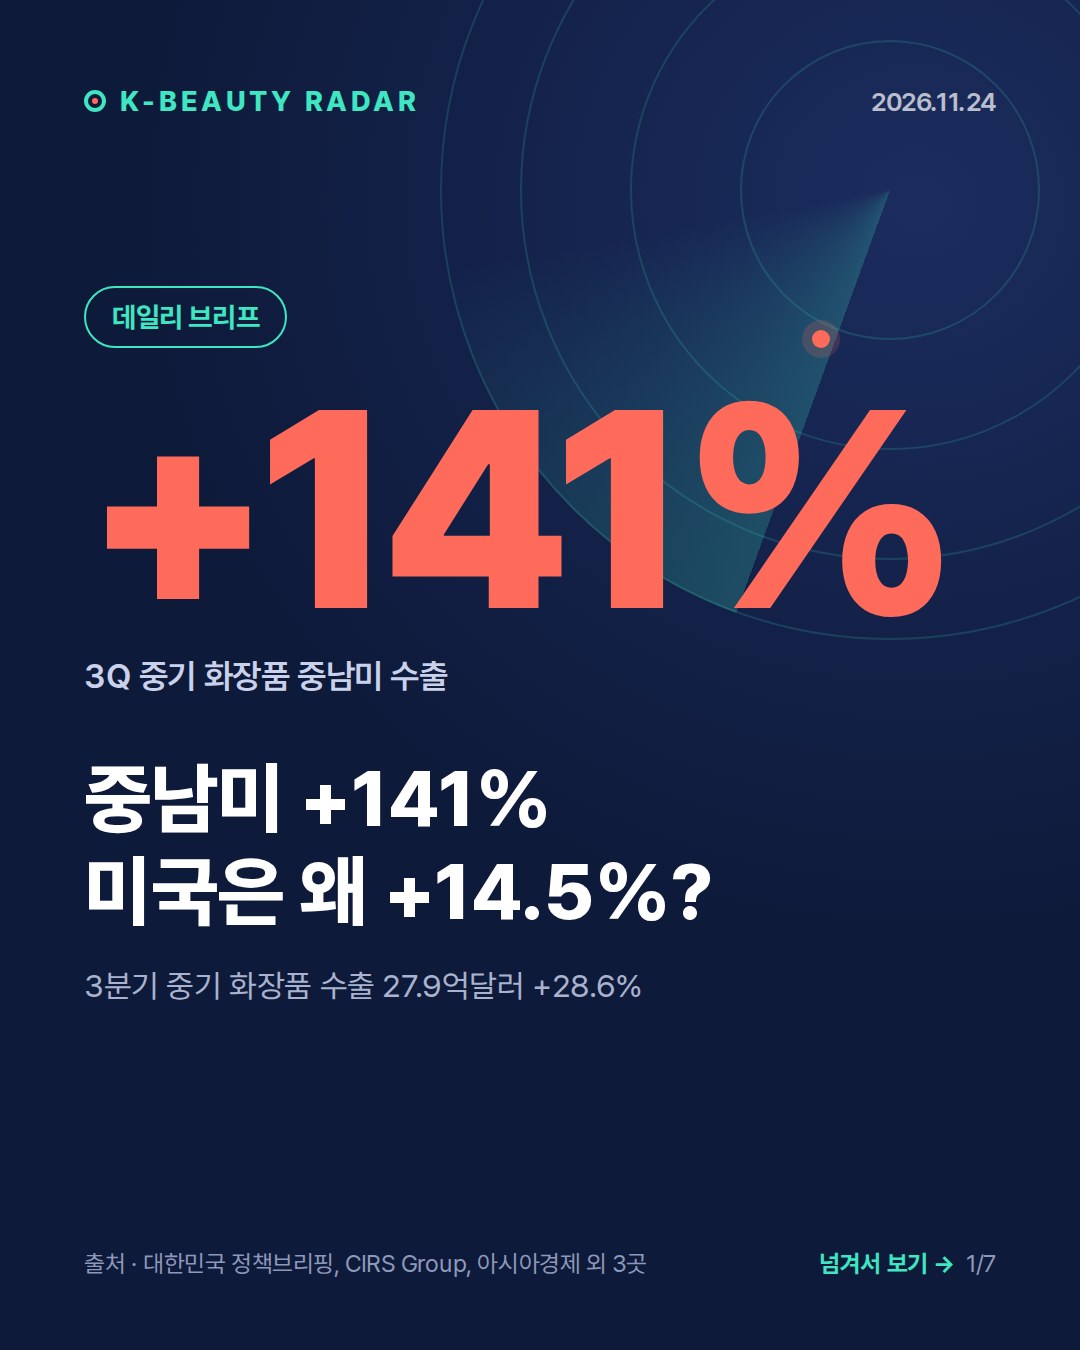 K-BEAUTY RADAR
2026.11.24
데일리 브리프
+141%
3Q 중기 화장품 중남미 수출
중남미 +141%
미국은 왜 +14.5%?
3분기 중기 화장품 수출 27.9억달러 +28.6%
출처 · 대한민국 정책브리핑, CIRS Group, 아시아경제 외 3곳
넘겨서 보기 → 1/7